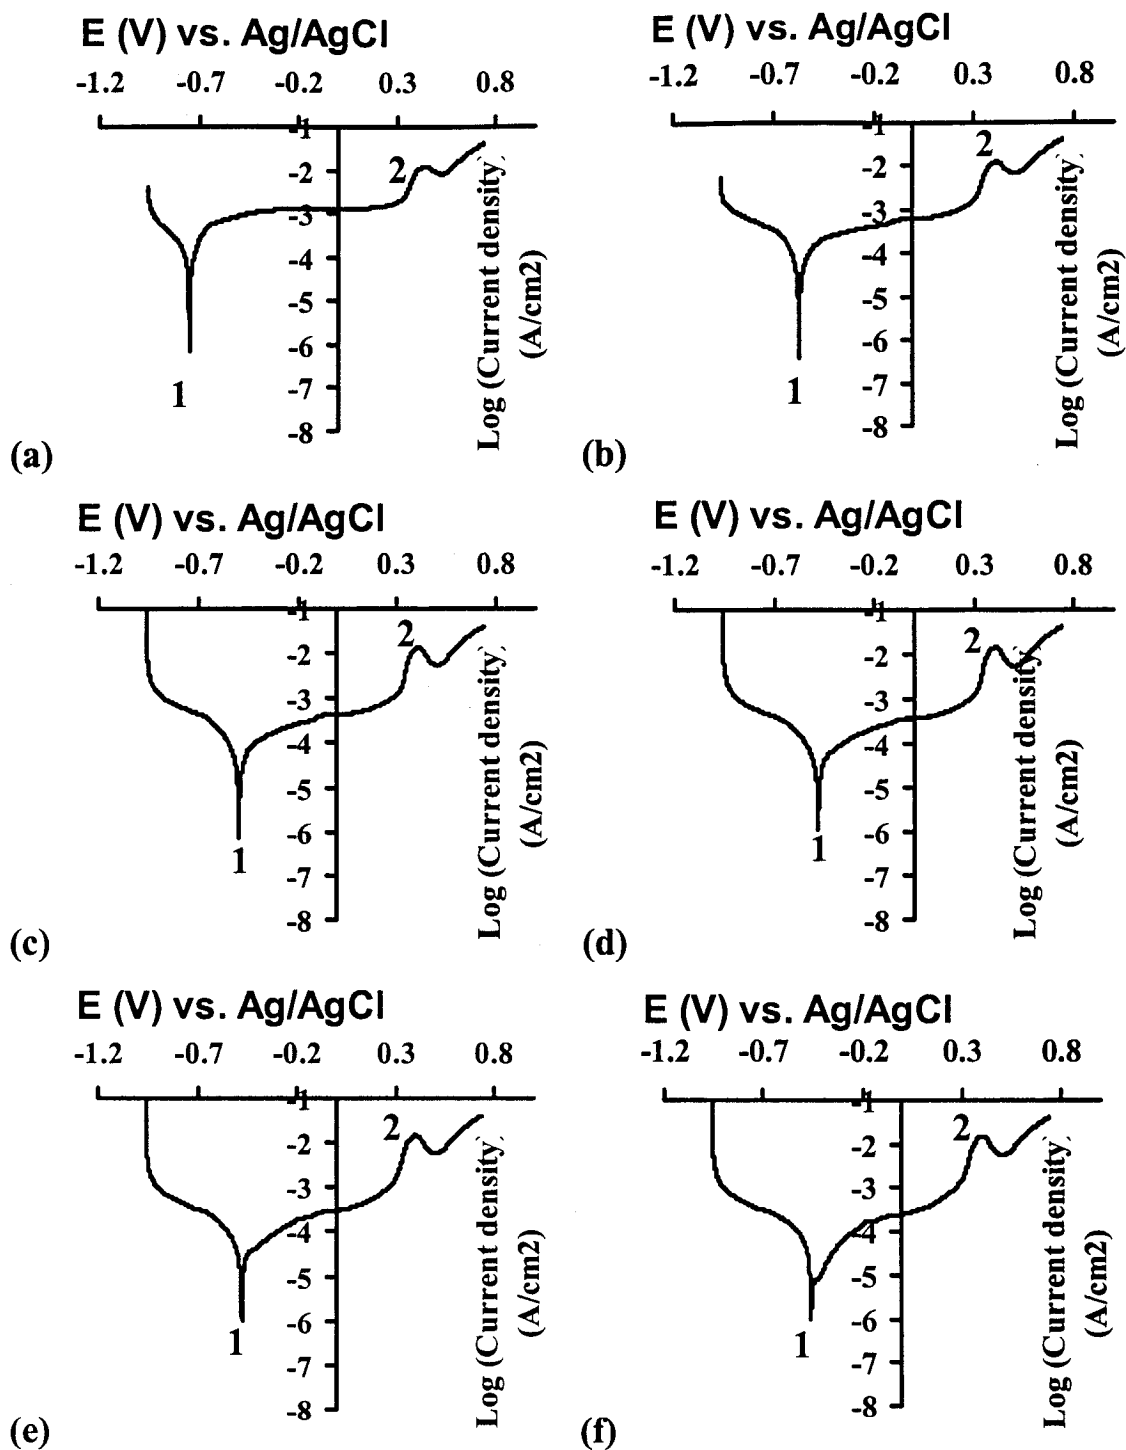 E (V) vs. Ag/AgCl
-1.2 -0.7 -0.2 0.3 0.8
-1
-2
-3
-4
-5
-6
-7
-8
2
1
Log (Current density)
(A/cm2)
(a)
E (V) vs. Ag/AgCl
-1.2 -0.7 -0.2 0.3 0.8
-1
-2
-3
-4
-5
-6
-7
-8
2
1
Log (Current density)
(A/cm2)
(b)
E (V) vs. Ag/AgCl
-1.2 -0.7 -0.2 0.3 0.8
-1
-2
-3
-4
-5
-6
-7
-8
2
1
Log (Current density)
(A/cm2)
(c)
E (V) vs. Ag/AgCl
-1.2 -0.7 -0.2 0.3 0.8
-1
-2
-3
-4
-5
-6
-7
-8
2
1
Log (Current density)
(A/cm2)
(d)
E (V) vs. Ag/AgCl
-1.2 -0.7 -0.2 0.3 0.8
-1
-2
-3
-4
-5
-6
-7
-8
2
1
Log (Current density)
(A/cm2)
(e)
E (V) vs. Ag/AgCl
-1.2 -0.7 -0.2 0.3 0.8
-1
-2
-3
-4
-5
-6
-7
-8
2
1
Log (Current density)
(A/cm2)
(f)